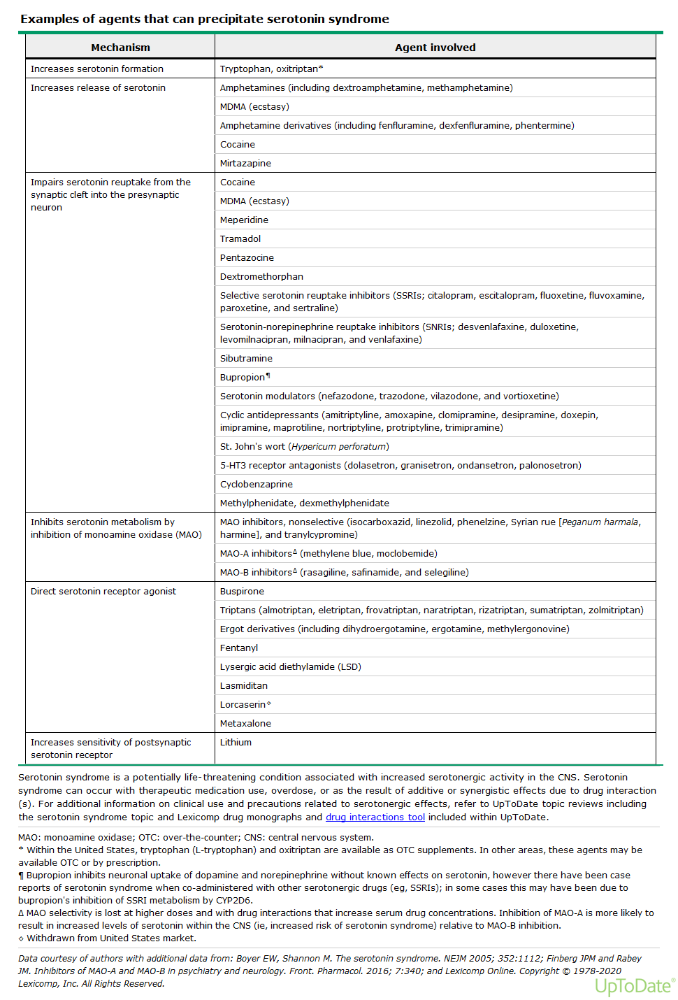 Examples of agents that can precipitate serotonin syndrome
Mechanism Agent involved
Increases serotonin formation Tryptophan, oxitriptan*
Increases release of serotonin Amphetamines (including dextroamphetamine, methamphetamine)
MDMA (ecstasy)
Amphetamine derivatives (including fenfluramine, dexfenfluramine, phentermine)
Cocaine
Mirtazapine
Impairs serotonin reuptake from the Cocaine
synaptic cleft into the presynaptic MDMA (ecstasy)
neuron
Meperidine
Tramadol
Pentazocine
Dextromethorphan
Selective serotonin reuptake inhibitors (SSRIs; citalopram, escitalopram, fluoxetine, fluvoxamine,
paroxetine, and sertraline)
Serotonin-norepinephrine reuptake inhibitors (SNRIs; desvenlafaxine, duloxetine,
levomilnacipran, milnacipran, and venlafaxine)
Sibutramine
Bupropion¶
Serotonin modulators (nefazodone, trazodone, vilazodone, and vortioxetine)
Cyclic antidepressants (amitriptyline, amoxapine, clomipramine, desipramine, doxepin,
imipramine, maprotiline, nortriptyline, protriptyline, trimipramine)
St. John's wort (Hypericum perforatum)
5-HT3 receptor antagonists (dolasetron, granisetron, ondansetron, palonosetron)
Cyclobenzaprine
Methylphenidate, dexmethylphenidate
Inhibits serotonin metabolism by MAO inhibitors, nonselective (isocarboxazid, linezolid, phenelzine, Syrian rue [Peganum harmala,
inhibition of monoamine oxidase (MAO) harmine], and tranylcypromine)
MAO-A inhibitorsΔ (methylene blue, moclobemide)
MAO-B inhibitorsΔ (rasagiline, safinamide, and selegiline)
Direct serotonin receptor agonist Buspirone
Triptans (almotriptan, eletriptan, frovatriptan, naratriptan, rizatriptan, sumatriptan, zolmitriptan)
Ergot derivatives (including dihydroergotamine, ergotamine, methylergonovine)
Fentanyl
Lysergic acid diethylamide (LSD)
Lasmiditan
Lorcaserin◇
Metaxalone
Increases sensitivity of postsynaptic Lithium
serotonin receptor
Serotonin syndrome is a potentially life-threatening condition associated with increased serotonergic activity in the CNS. Serotonin
syndrome can occur with therapeutic medication use, overdose, or as the result of additive or synergistic effects due to drug interaction
(s). For additional information on clinical use and precautions related to serotonergic effects, refer to UpToDate topic reviews including
the serotonin syndrome topic and Lexicomp drug monographs and drug interactions tool included within UpToDate.
MAO: monoamine oxidase; OTC: over-the-counter; CNS: central nervous system.
* Within the United States, tryptophan (L-tryptophan) and oxitriptan are available as OTC supplements. In other areas, these agents may be
available OTC or by prescription.
¶ Bupropion inhibits neuronal uptake of dopamine and norepinephrine without known effects on serotonin, however there have been case
reports of serotonin syndrome when co-administered with other serotonergic drugs (eg, SSRIs); in some cases this may have been due to
bupropion's inhibition of SSRI metabolism by CYP2D6.
Δ MAO selectivity is lost at higher doses and with drug interactions that increase serum drug concentrations. Inhibition of MAO-A is more likely to
result in increased levels of serotonin within the CNS (ie, increased risk of serotonin syndrome) relative to MAO-B inhibition.
◇ Withdrawn from United States market.
Data courtesy of authors with additional data from: Boyer EW, Shannon M. The serotonin syndrome. NEJM 2005; 352:1112; Finberg JPM and Rabey
JM. Inhibitors of MAO-A and MAO-B in psychiatry and neurology. Front. Pharmacol. 2016; 7:340; and Lexicomp Online. Copyright © 1978-2020
Lexicomp, Inc. All Rights Reserved.
UpToDate®